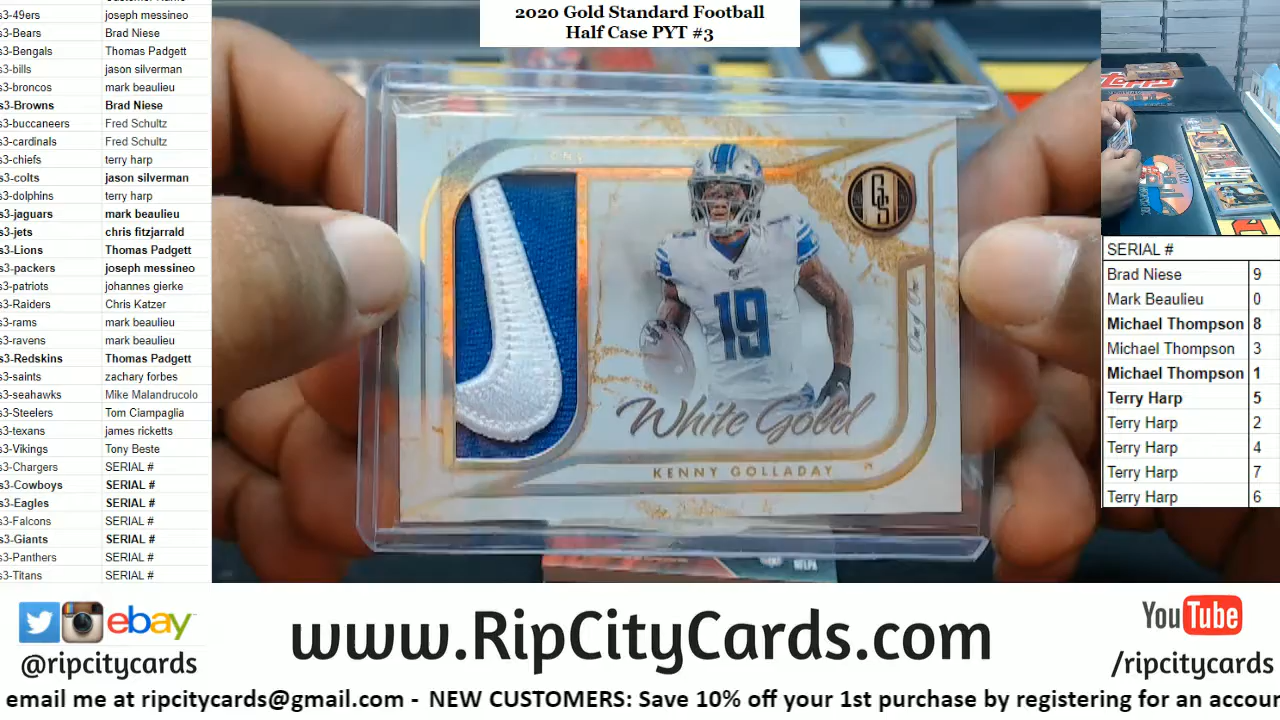 2020 Gold Standard Football
Half Case PYT #3
s3-49ers joseph messineo
s3-Bears Brad Niese
s3-Bengals Thomas Padgett
s3-bills jason silverman
s3-broncos mark beaulieu
s3-Browns Brad Niese
s3-buccaneers Fred Schultz
s3-cardinals Fred Schultz
s3-chiefs terry harp
s3-colts jason silverman
s3-dolphins terry harp
s3-jaguars mark beaulieu
s3-jets chris fitzjarrald
s3-Lions Thomas Padgett
s3-packers joseph messineo
s3-patriots johannes gierke
s3-Raiders Chris Katzer
s3-rams mark beaulieu
s3-ravens mark beaulieu
s3-Redskins Thomas Padgett
s3-saints zachary forbes
s3-seahawks Mike Malandrucolo
s3-Steelers Tom Ciampaglia
s3-texans james ricketts
s3-Vikings Tony Beste
s3-Chargers SERIAL #
s3-Cowboys SERIAL #
s3-Eagles SERIAL #
s3-Falcons SERIAL #
s3-Giants SERIAL #
s3-Panthers SERIAL #
s3-Titans SERIAL #
GS
19
19
One of One
White Gold
KENNY GOLLADAY
NFLPA
topps
SERIAL #
Brad Niese 9
Mark Beaulieu 0
Michael Thompson 8
Michael Thompson 3
Michael Thompson 1
Terry Harp 5
Terry Harp 2
Terry Harp 4
Terry Harp 7
Terry Harp 6
ebay
@ripcitycards
www.RipCityCards.com
YouTube
/ripcitycards
email me at ripcitycards@gmail.com - NEW CUSTOMERS: Save 10% off your 1st purchase by registering for an accoun